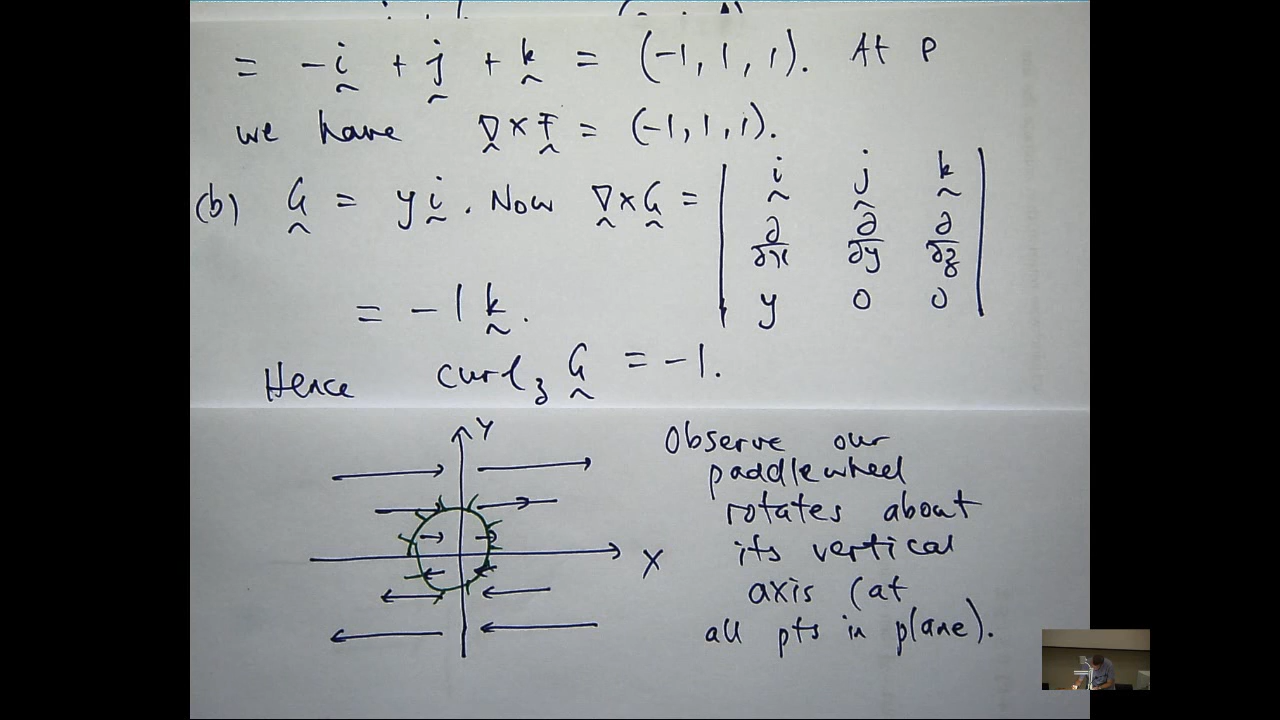 = -i + j + k = (-1, 1, 1). At P
we have ∇×F = (-1, 1, 1).
(b) G = yi. Now ∇×G = | i j k |
| ∂/∂x ∂/∂y ∂/∂z |
| y 0 0 |
= -1 k.
Hence curl_z G = -1.
Y
X
Observe our
paddlewheel
rotates about
its vertical
axis (at
all pts in plane).